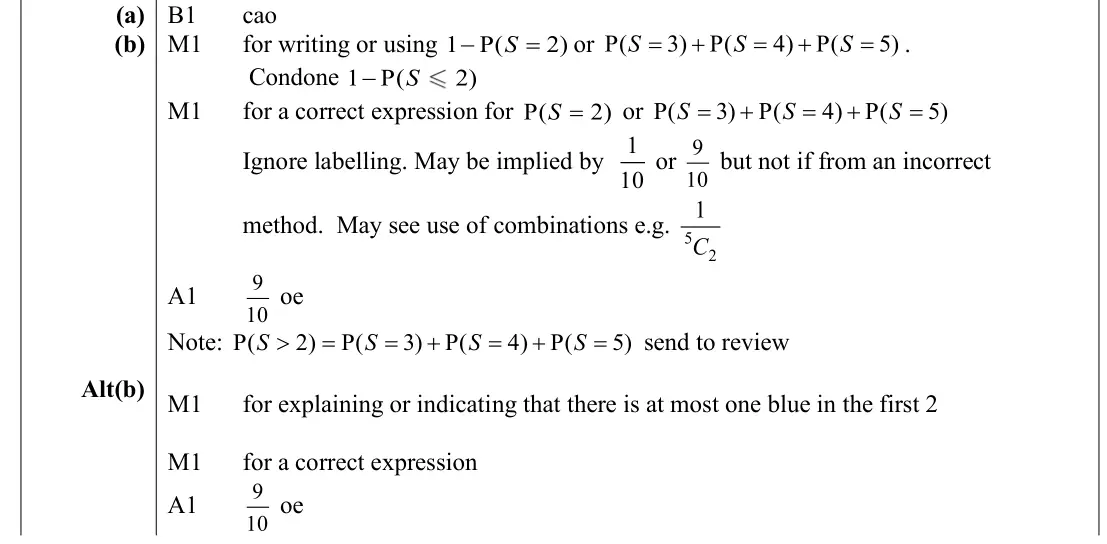 (a) B1 cao
(b) M1 for writing or using 1−P(S = 2) or P(S = 3)+P(S = 4)+P(S = 5) .
Condone 1−P(S ⩽ 2)
M1 for a correct expression for P(S = 2) or P(S = 3)+P(S = 4)+P(S = 5)
Ignore labelling. May be implied by 1/10 or 9/10 but not if from an incorrect
method. May see use of combinations e.g. 1/⁵C₂
A1 9/10 oe
Note: P(S > 2) = P(S = 3)+P(S = 4)+P(S = 5) send to review
Alt(b)
M1 for explaining or indicating that there is at most one blue in the first 2
M1 for a correct expression
A1 9/10 oe